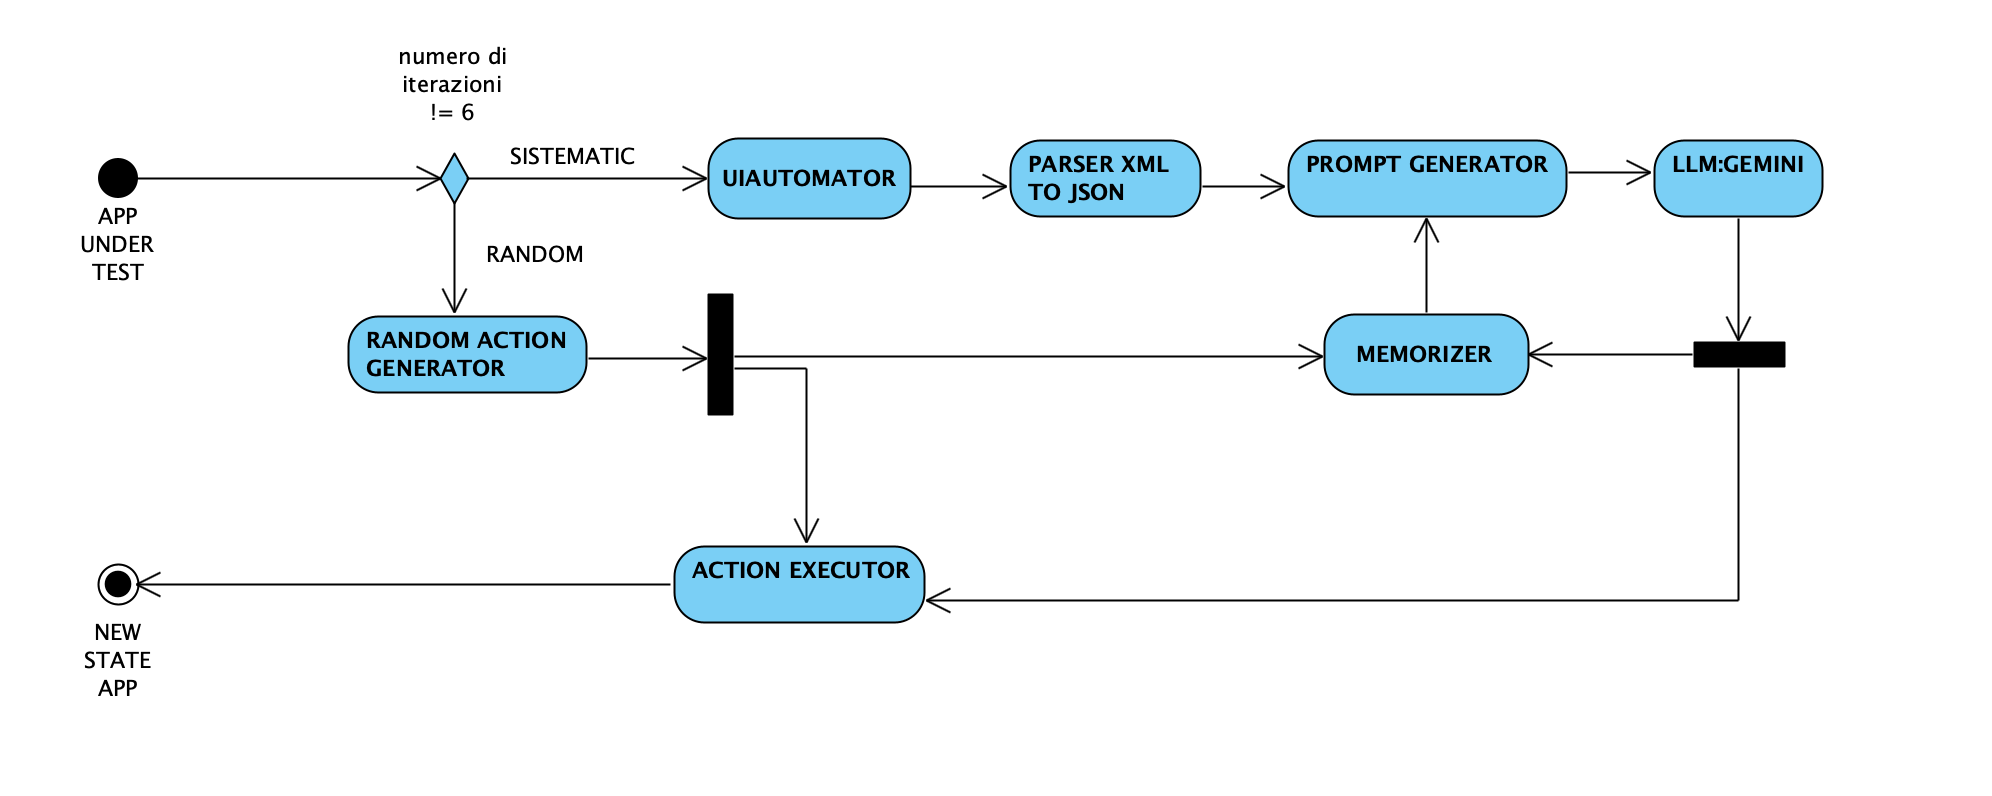 numero di
iterazioni
!= 6
SISTEMATIC
UIAUTOMATOR
PARSER XML
TO JSON
PROMPT GENERATOR
LLM:GEMINI
APP
UNDER
TEST
RANDOM
RANDOM ACTION
GENERATOR
MEMORIZER
ACTION EXECUTOR
NEW
STATE
APP